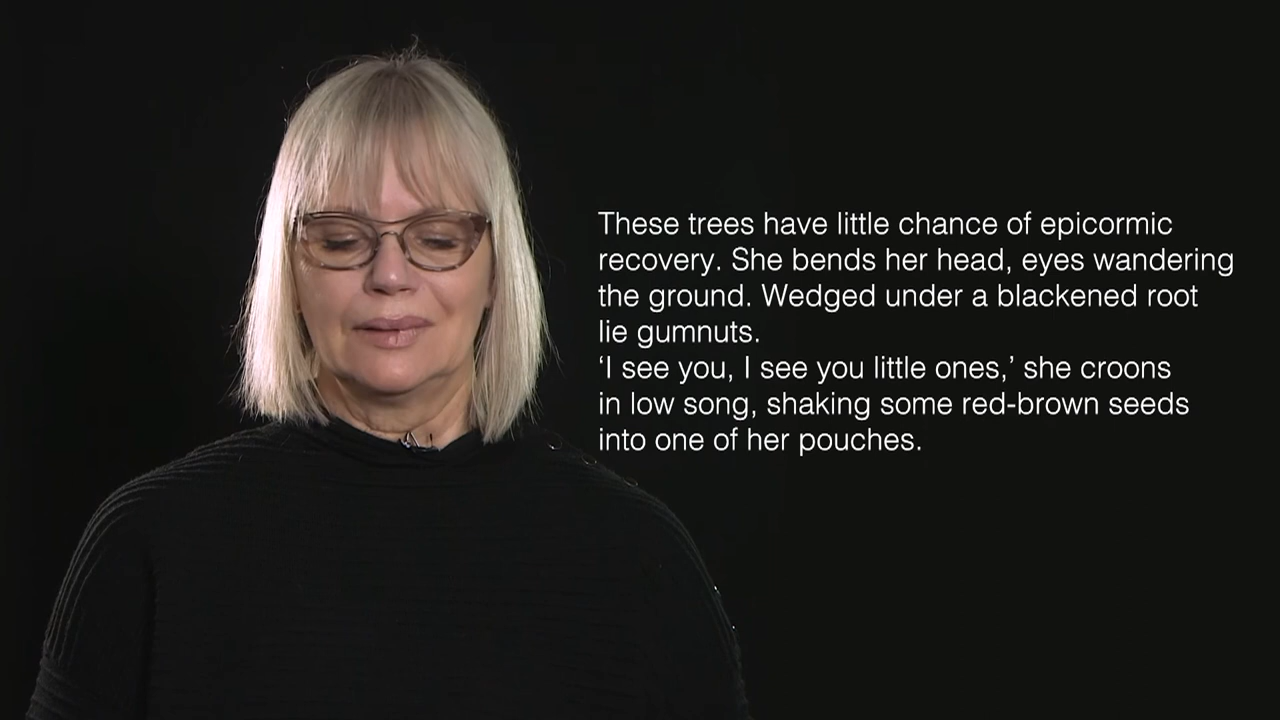 These trees have little chance of epicormic
recovery. She bends her head, eyes wandering
the ground. Wedged under a blackened root
lie gumnuts.
‘I see you, I see you little ones,’ she croons
in low song, shaking some red-brown seeds
into one of her pouches.